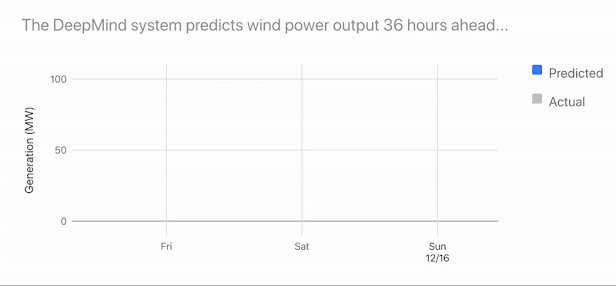 The DeepMind system predicts wind power output 36 hours ahead...
Predicted
Actual
Generation (MW)
100
50
0
Fri
Sat
Sun
12/16